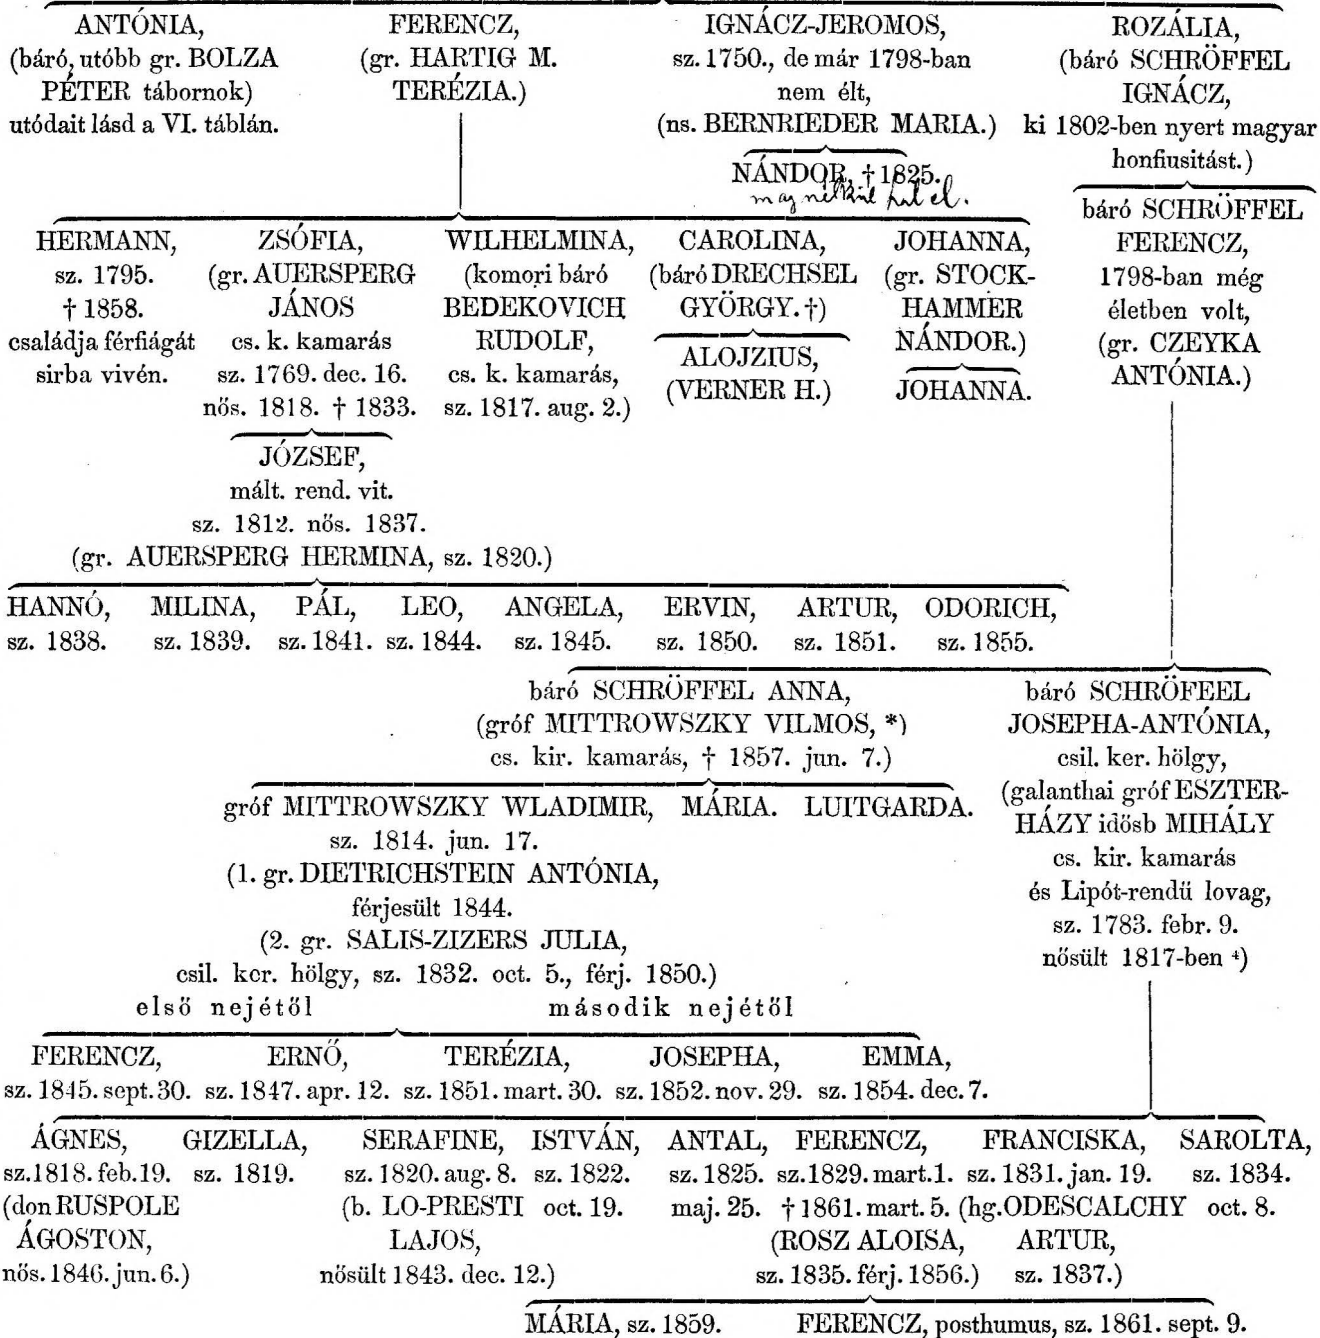 ANTÓNIA,
(báró, utóbb gr. BOLZA
PÉTER tábornok)
utódait lásd a VI. táblán.
FERENCZ,
(gr. HARTIG M.
TERÉZIA.)
IGNÁCZ-JEROMOS,
sz. 1750., de már 1798-ban
nem élt,
(ns. BERNRIEDER MARIA.)
NÁNDOR, † 1825.
mag nélkül halt el.
ROZÁLIA,
(báró SCHRÖFFEL
IGNÁCZ,
ki 1802-ben nyert magyar
honfiusitást.)
báró SCHRÖFFEL
FERENCZ,
1798-ban még
életben volt,
(gr. CZEYKA
ANTÓNIA.)
HERMANN,
sz. 1795.
† 1858.
családja férfiágát
sirba vivén.
ZSÓFIA,
(gr. AUERSPERG
JÁNOS
cs. k. kamarás
sz. 1769. dec. 16.
nős. 1818. † 1833.
WILHELMINA,
(komori báró
BEDEKOVICH
RUDOLF,
cs. k. kamarás,
sz. 1817. aug. 2.)
CAROLINA,
(báró DRECHSEL
GYÖRGY. †)
ALOJZIUS,
(VERNER H.)
JOHANNA,
(gr. STOCK-
HAMMER
NÁNDOR.)
JOHANNA.
JÓZSEF,
mált. rend. vit.
sz. 1812. nős. 1837.
(gr. AUERSPERG HERMINA, sz. 1820.)
HANNÓ, MILINA, PÁL, LEO, ANGELA, ERVIN, ARTUR, ODORICH,
sz. 1838. sz. 1839. sz. 1841. sz. 1844. sz. 1845. sz. 1850. sz. 1851. sz. 1855.
báró SCHRÖFFEL ANNA,
(gróf MITTROWSZKY VILMOS, *)
cs. kir. kamarás, † 1857. jun. 7.)
báró SCHRÖFEEL
JOSEPHA-ANTÓNIA,
csil. ker. hölgy,
(galanthai gróf ESZTER-
HÁZY idősb MIHÁLY
cs. kir. kamarás
és Lipót-rendü lovag,
sz. 1783. febr. 9.
nősült 1817-ben ⁴)
gróf MITTROWSZKY WLADIMIR, MÁRIA. LUITGARDA.
sz. 1814. jun. 17.
(1. gr. DIETRICHSTEIN ANTÓNIA,
férjesült 1844.
(2. gr. SALIS-ZIZERS JULIA,
csil. ker. hölgy, sz. 1832. oct. 5., férj. 1850.)
első nejétől második nejétől
FERENCZ, ERNŐ, TERÉZIA, JOSEPHA, EMMA,
sz. 1845. sept. 30. sz. 1847. apr. 12. sz. 1851. mart. 30. sz. 1852. nov. 29. sz. 1854. dec. 7.
ÁGNES, GIZELLA, SERAFINE, ISTVÁN, ANTAL, FERENCZ, FRANCISKA, SAROLTA,
sz. 1818. feb. 19. sz. 1819. sz. 1820. aug. 8. sz. 1822. sz. 1825. sz. 1829. mart. 1. sz. 1831. jan. 19. sz. 1834.
(don RUSPOLE (b. LO-PRESTI oct. 19. maj. 25. † 1861. mart. 5. (hg. ODESCALCHY oct. 8.
ÁGOSTON, LAJOS, (ROSZ ALOISA, ARTUR,
nős. 1846. jun. 6.) nősült 1843. dec. 12.) sz. 1835. férj. 1856.) sz. 1837.)
MÁRIA, sz. 1859. FERENCZ, posthumus, sz. 1861. sept. 9.